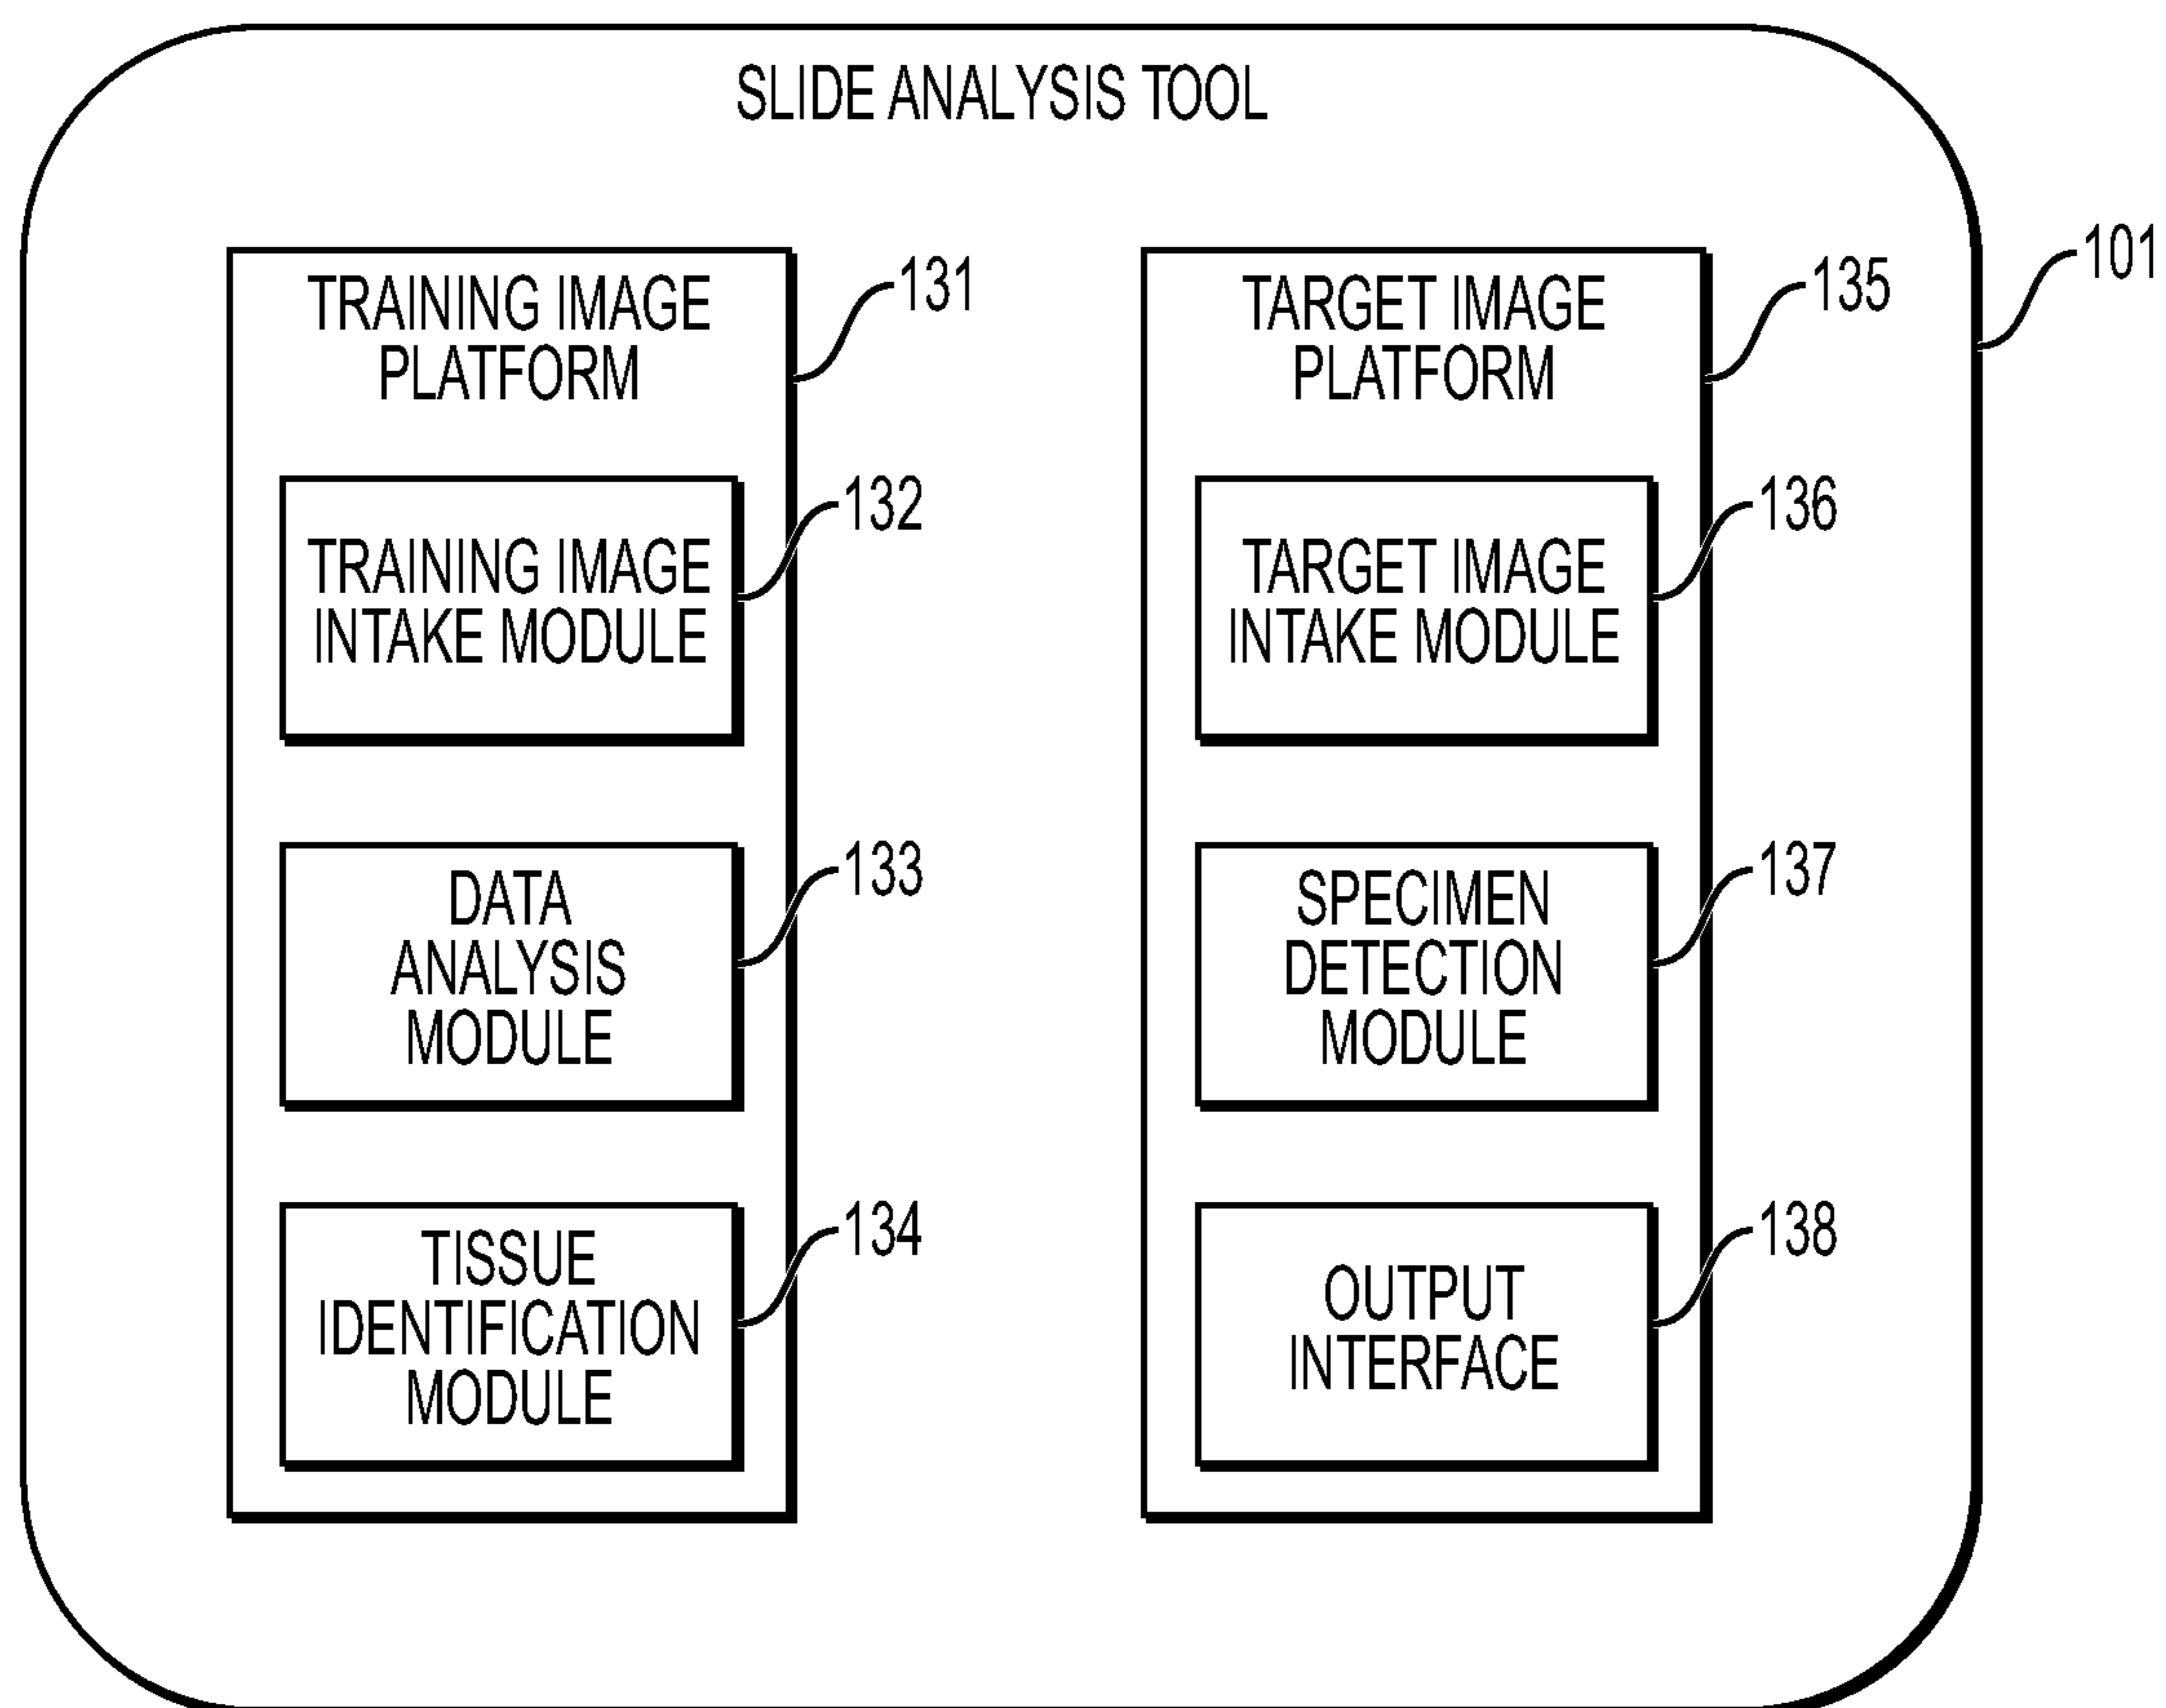 SLIDE ANALYSIS TOOL
101
TRAINING IMAGE
PLATFORM
131
TRAINING IMAGE
INTAKE MODULE
132
DATA
ANALYSIS
MODULE
133
TISSUE
IDENTIFICATION
MODULE
134
TARGET IMAGE
PLATFORM
135
TARGET IMAGE
INTAKE MODULE
136
SPECIMEN
DETECTION
MODULE
137
OUTPUT
INTERFACE
138